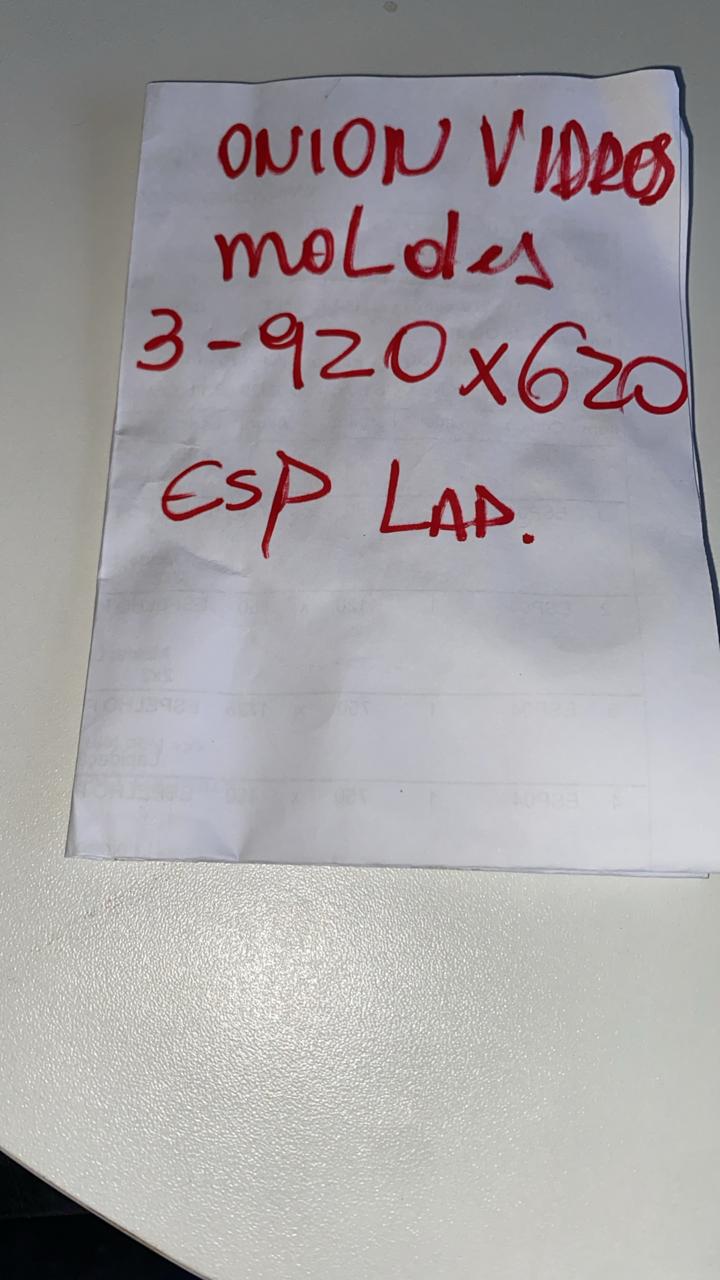 ONION VIDROS
moLdes
3-920x620
ESP LAP.